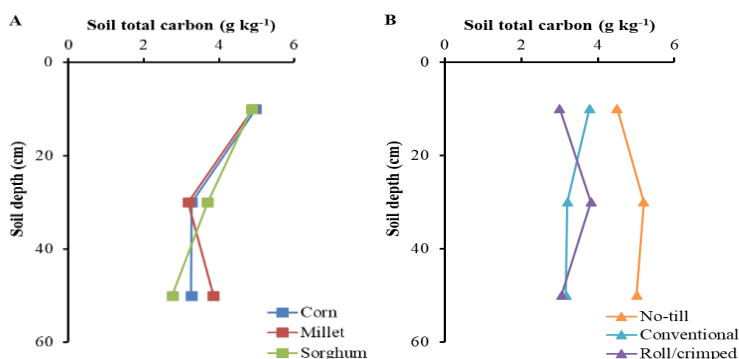 A
Soil total carbon (g kg⁻¹)
0 2 4 6
0
20
40
60
Soil depth (cm)
Corn
Millet
Sorghum
B
Soil total carbon (g kg⁻¹)
0 2 4 6
0
20
40
60
Soil depth (cm)
No-till
Conventional
Roll/crimped